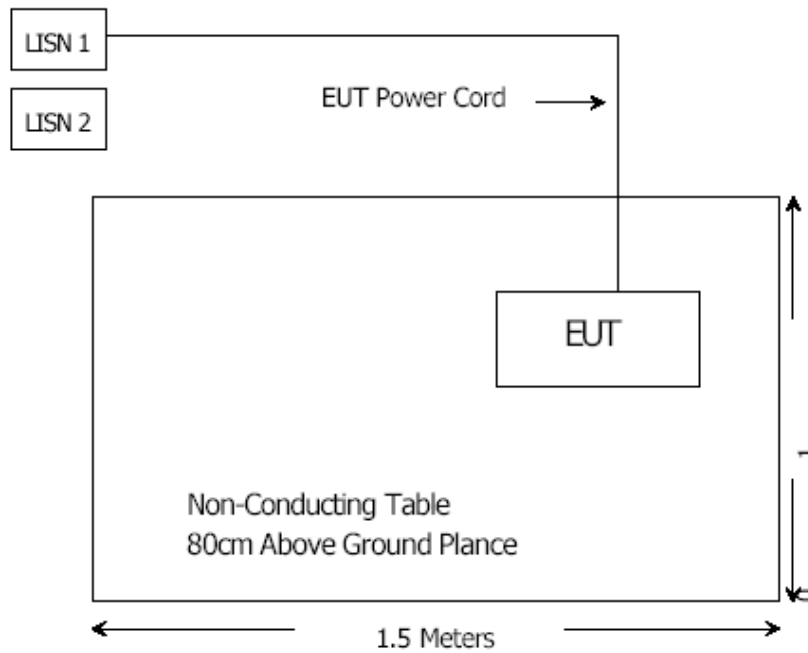 LISN 1
EUT Power Cord
LISN 2
EUT
Non-Conducting Table
80cm Above Ground Plance
1.5 Meters